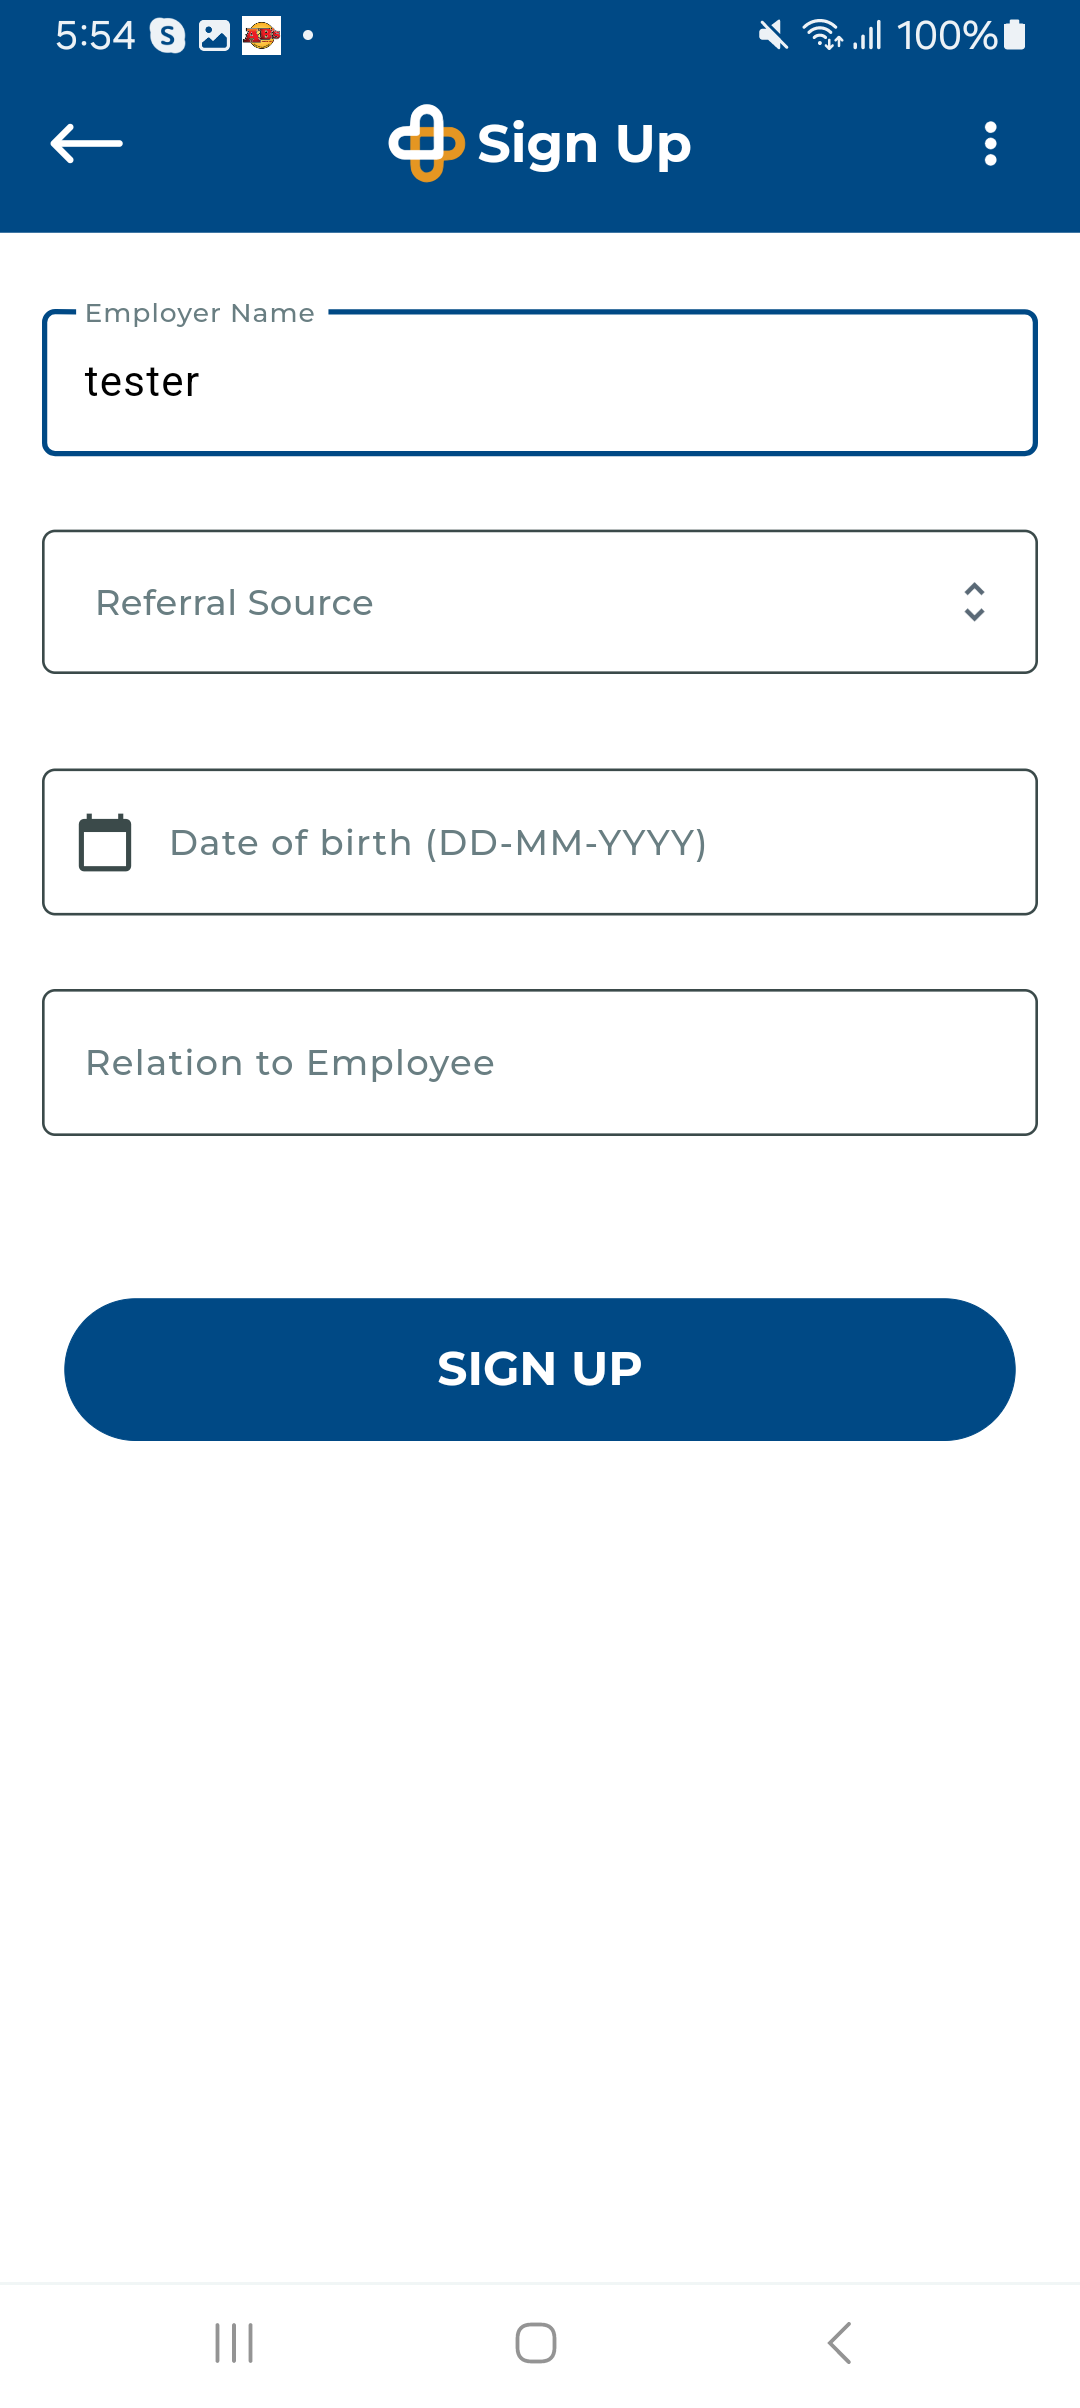 5:54 S ABs 100%
Sign Up
Employer Name
tester
Referral Source
Date of birth (DD-MM-YYYY)
Relation to Employee
SIGN UP